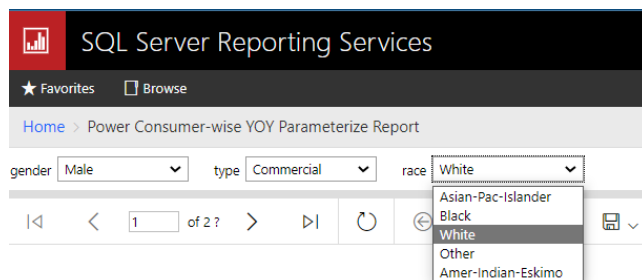 SQL Server Reporting Services
Favorites Browse
Home > Power Consumer-wise YOY Parameterize Report
gender Male type Commercial race White
Asian-Pac-Islander
Black
1 of 2 ? White
Other
Amer-Indian-Eskimo